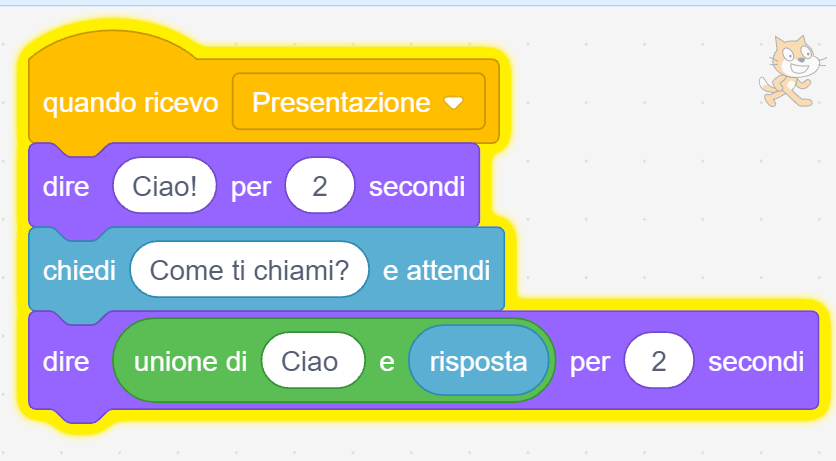 quando ricevo Presentazione
dire Ciao! per 2 secondi
chiedi Come ti chiami? e attendi
dire unione di Ciao e risposta per 2 secondi